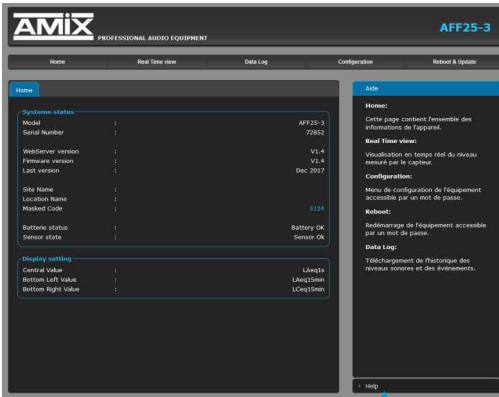 AMIX
PROFESSIONAL AUDIO EQUIPMENT
AFF25-3
Home Real Time view Data Log Configuration Reboot & Update
Home
Systeme status
Model : AFF25-3
Serial Number : 72852
WebServer version : V1.4
Firmware version : V1.4
Last version : Dec 2017
Site Name :
Location Name :
Masked Code : 5124
Batterie status : Battery OK
Sensor state : Sensor Ok
Display setting
Central Value : LAeq1s
Bottom Left Value : LAeq15min
Bottom Right Value : LCeq15min
Aide
Home:
Cette page contient l'ensemble des
informations de l'appareil.
Real Time view:
Visualisation en temps réel du niveau
mesuré par le capteur.
Configuration:
Menu de configuration de l'équipement
accessible par un mot de passe.
Reboot:
Redémarrage de l'équipement accessible
par un mot de passe.
Data Log:
Téléchargement de l'historique des
niveaux sonores et des événements.
‹ Help